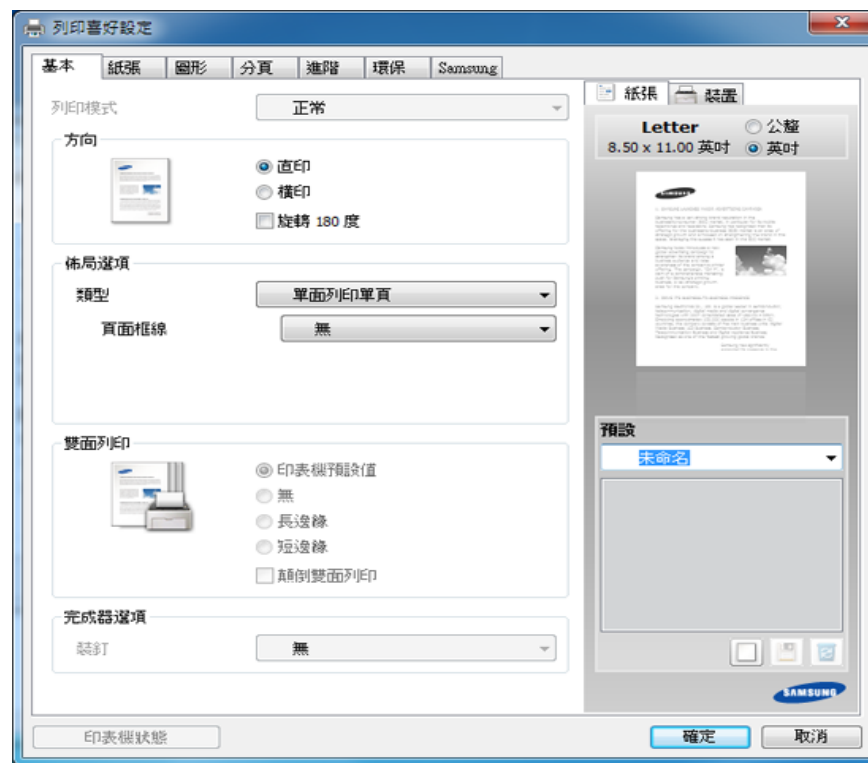 列印喜好設定
基本 紙張 圖形 分頁 進階 環保 Samsung
列印模式 正常
方向
直印
橫印
旋轉 180 度
佈局選項
類型 單面列印單頁
頁面框線 無
雙面列印
印表機預設值
無
長邊緣
短邊緣
顛倒雙面列印
完成器選項
裝訂 無
紙張 裝置
Letter 公釐
8.50 x 11.00 英吋 英吋
預設
未命名
SAMSUNG
印表機狀態 確定 取消